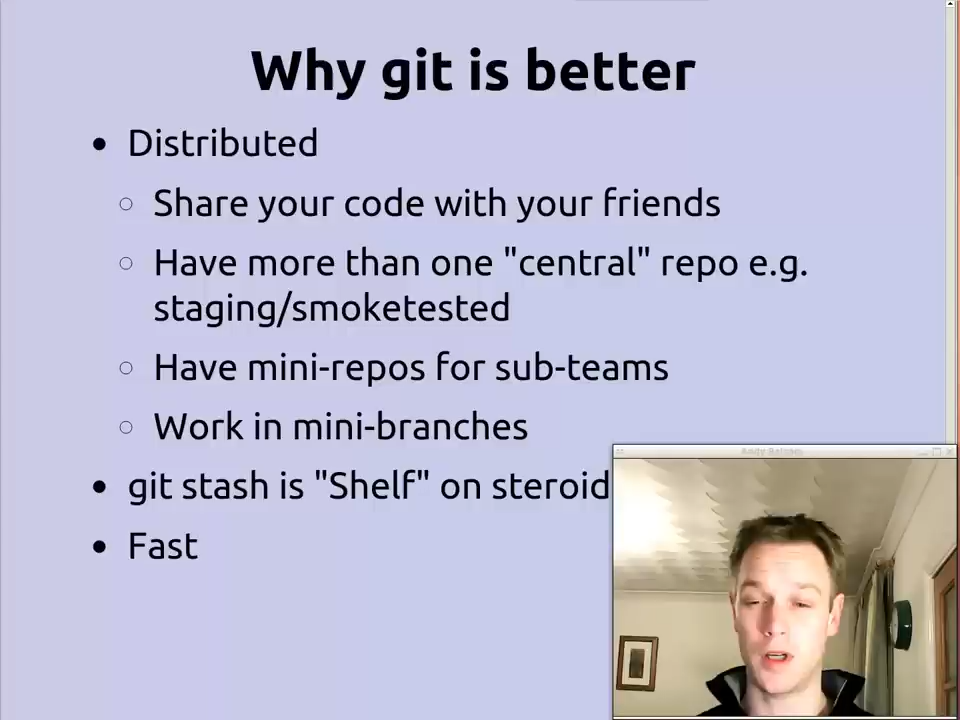 Why git is better
Distributed
Share your code with your friends
Have more than one "central" repo e.g.
staging/smoketested
Have mini-repos for sub-teams
Work in mini-branches
git stash is "Shelf" on steroid
Fast